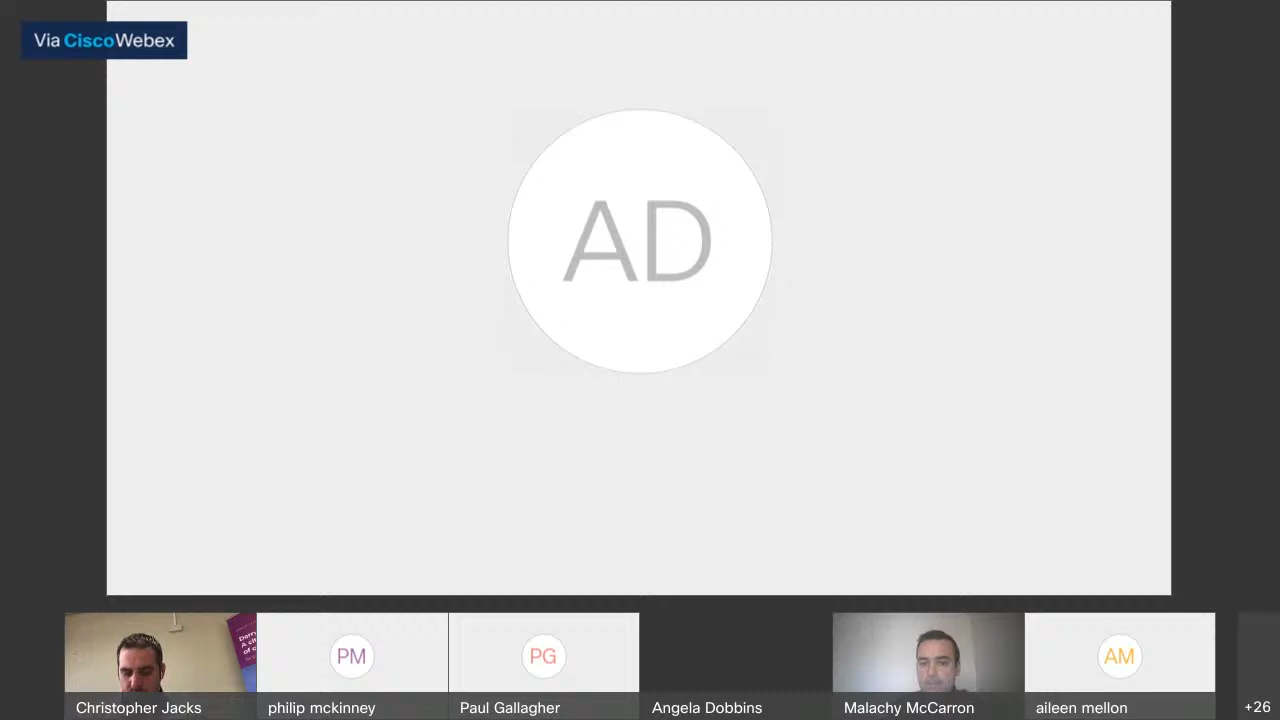 Via CiscoWebex
AD
PM
PG
AM
Christopher Jacks
philip mckinney
Paul Gallagher
Angela Dobbins
Malachy McCarron
aileen mellon
+26